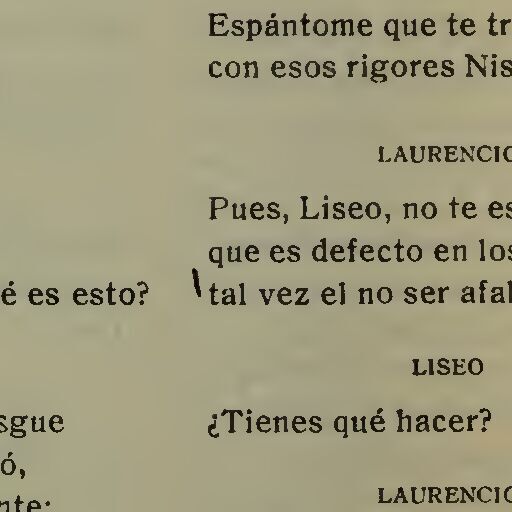 é es esto?
sgue
ó,
nte:
Espántome que te tr
con esos rigores Nis
LAURENCIO
Pues, Liseo, no te es
que es defecto en los
tal vez el no ser afal
LISEO
¿Tienes qué hacer?
LAURENCIO